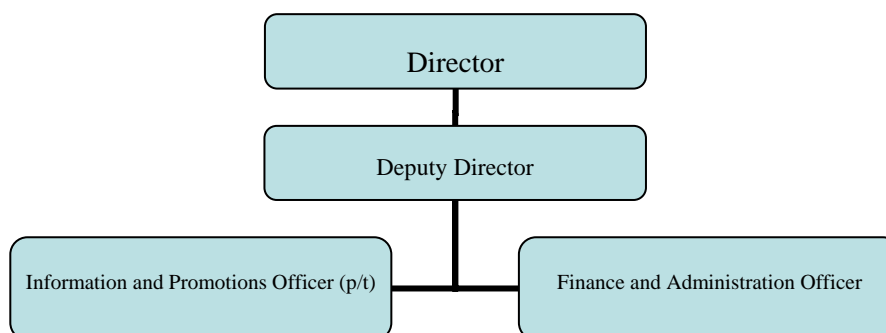 Director
Deputy Director
Information and Promotions Officer (p/t)
Finance and Administration Officer